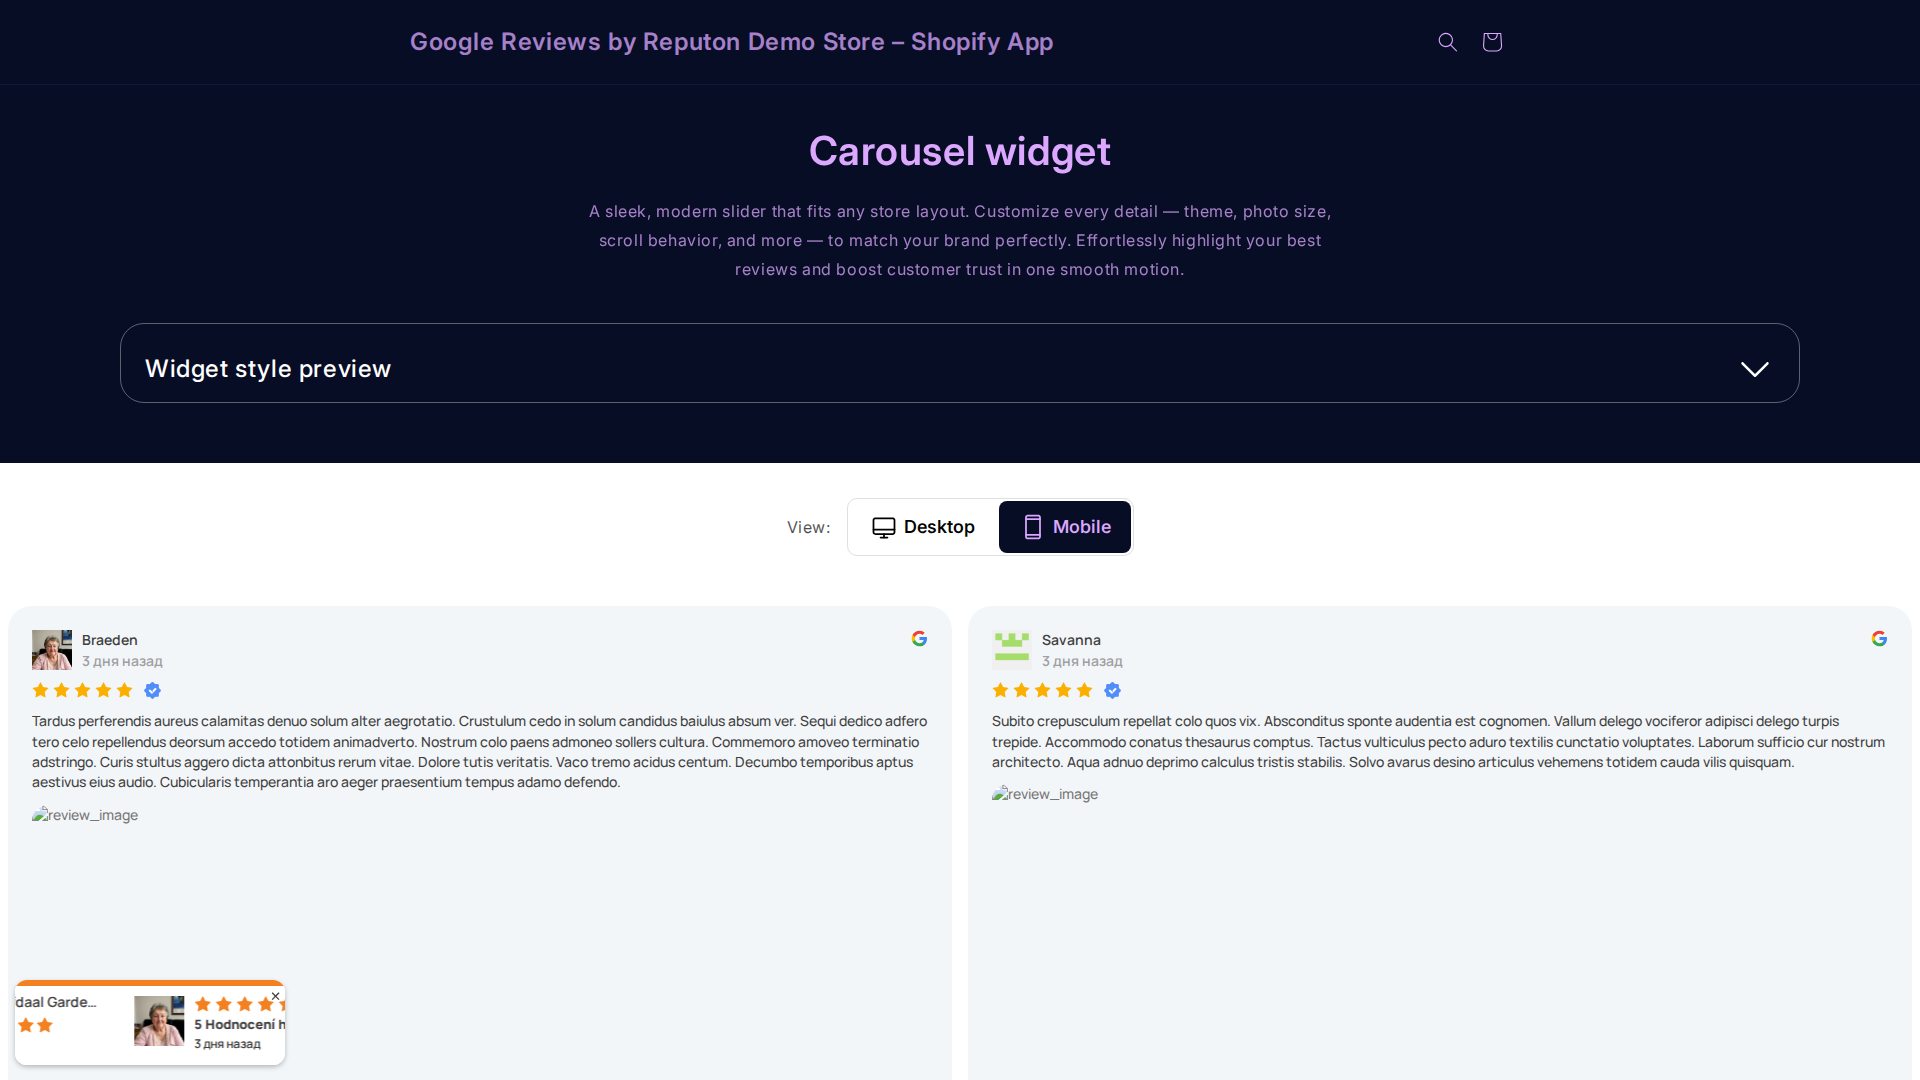 Google Reviews by Reputon Demo Store – Shopify App
Carousel widget
A sleek, modern slider that fits any store layout. Customize every detail — theme, photo size,
scroll behavior, and more — to match your brand perfectly. Effortlessly highlight your best
reviews and boost customer trust in one smooth motion.
Widget style preview
View:
Desktop
Mobile
Braeden
3 дня назад
Tardus perferendis aureus calamitas denuo solum alter aegrotatio. Crustulum cedo in solum candidus baiulus absum ver. Sequi dedico adfero
tero celo repellendus deorsum accedo totidem animadverto. Nostrum colo paens admoneo sollers cultura. Commemoro amoveo terminatio
adstringo. Curis stultus aggero dicta attonbitus rerum vitae. Dolore tutis veritatis. Vaco tremo acidus centum. Decumbo temporibus aptus
aestivus eius audio. Cubicularis temperantia aro aeger praesentium tempus adamo defendo.
review_image
Savanna
3 дня назад
Subito crepusculum repellat colo quos vix. Absconditus sponte audentia est cognomen. Vallum delego vociferor adipisci delego turpis
trepide. Accommodo conatus thesaurus comptus. Tactus vulticulus pecto aduro textilis cunctatio voluptates. Laborum sufficio cur nostrum
architecto. Aqua adnuo deprimo calculus tristis stabilis. Solvo avarus desino articulus vehemens totidem cauda vilis quisquam.
review_image
daal Garde...
5 Hodnocení h
3 дня назад